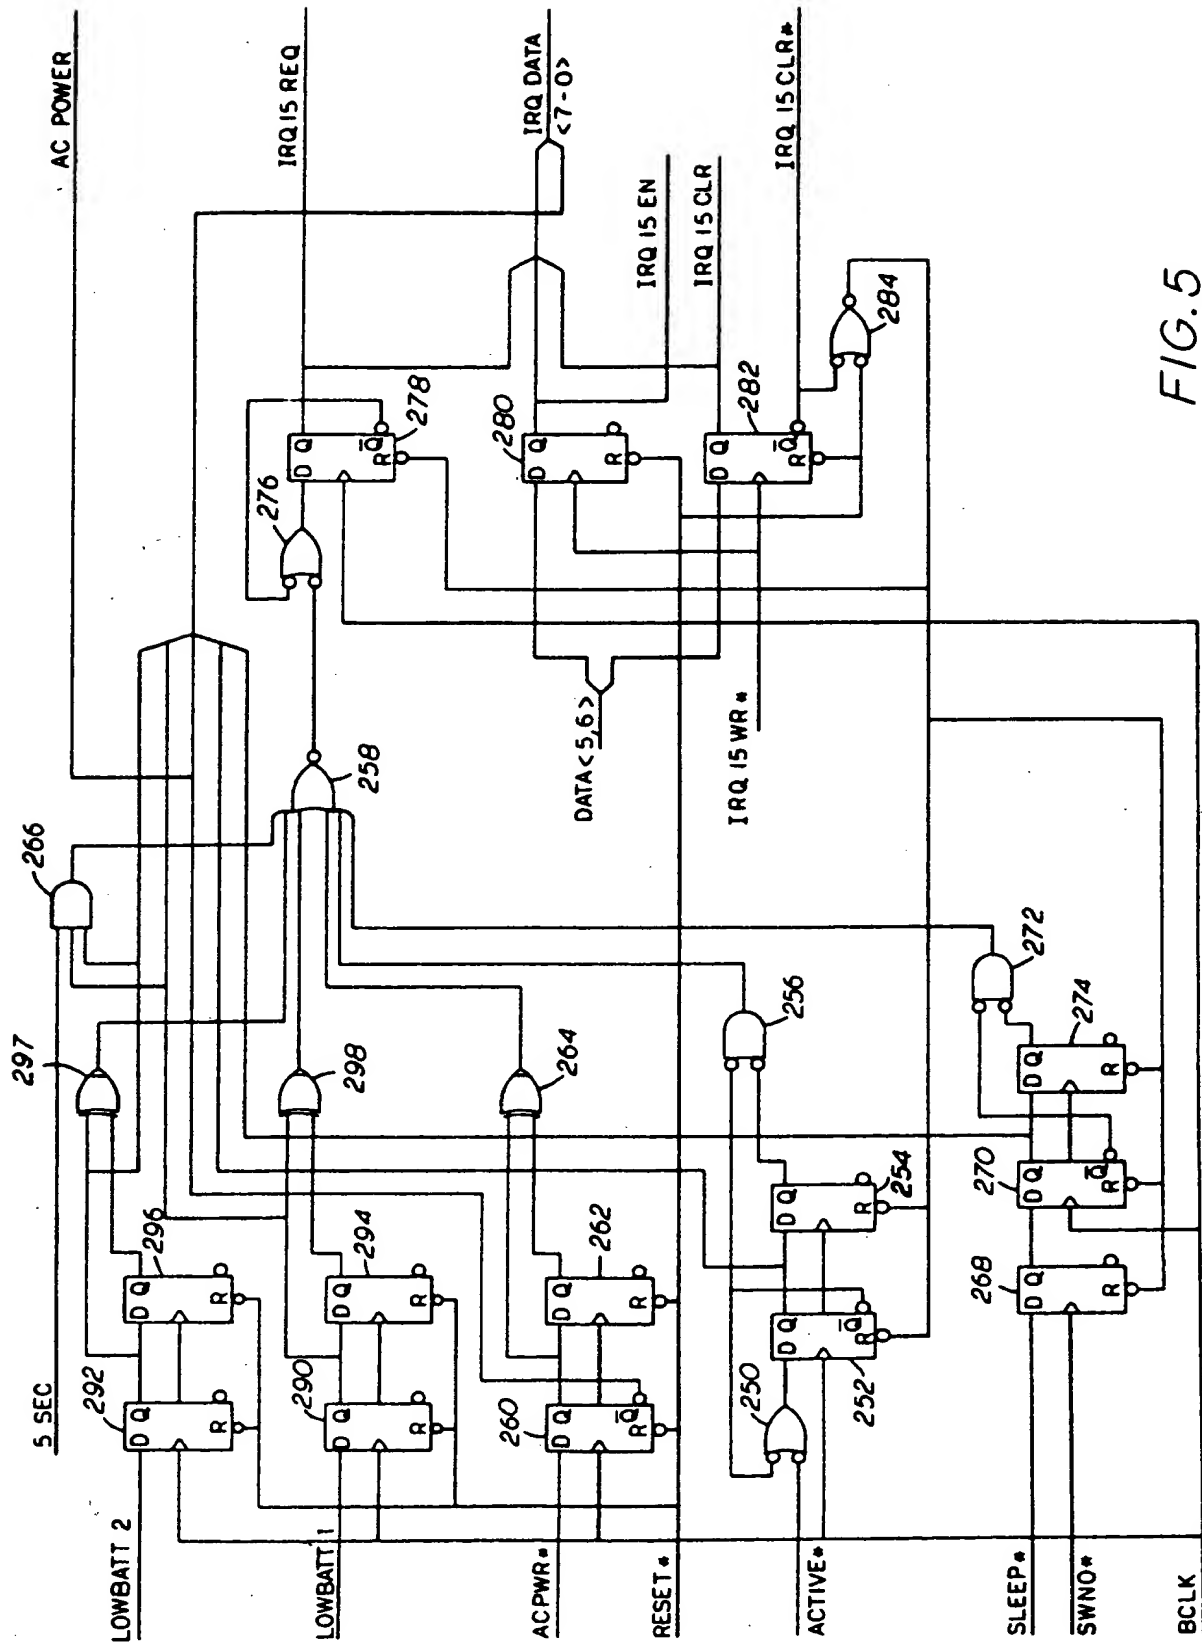 AC POWER
IRQ 15 REQ
IRQ DATA
<7-0>
IRQ 15 EN
IRQ 15 CLR
IRQ 15 CLR*
266
276
D Q
Q
R
278
258
280
D Q
R
282
D Q
Q
R
284
DATA<5,6>
IRQ 15 WR*
297
298
264
256
272
5 SEC
292
D Q
R
296
D Q
R
LOWBATT 2
290
D Q
R
294
D Q
R
LOWBATT 1
260
D Q
Q
R
262
D Q
R
ACPWR*
RESET*
250
252
D Q
Q
R
254
D Q
R
ACTIVE*
268
D Q
R
270
D Q
Q
R
274
D Q
R
SLEEP*
SWNO*
BCLK
FIG. 5